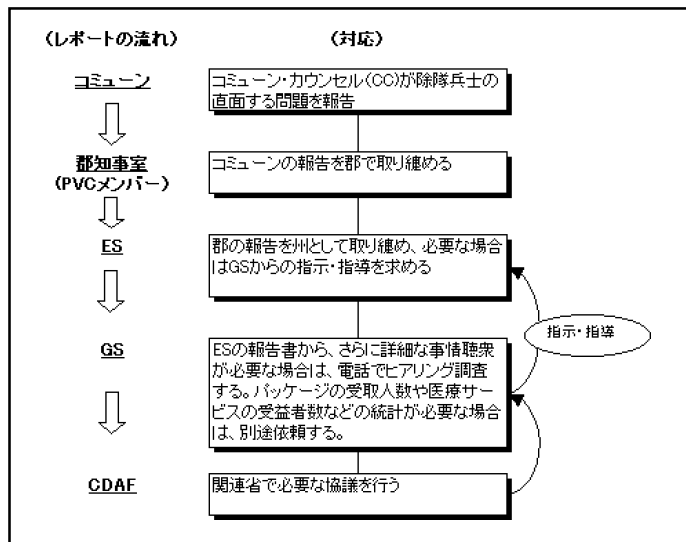 (レポートの流れ)
(対応)
コミューン
コミューン・カウンセル(CC)が除隊兵士の
直面する問題を報告
郡知事室
(PVCメンバー)
コミューンの報告を郡で取り纏める
ES
郡の報告を州として取り纏め、必要な場合
はGSからの指示・指導を求める
指示・指導
GS
ESの報告書から、さらに詳細な事情聴衆
が必要な場合は、電話でヒアリング調査
する。パッケージの受取人数や医療サービ
スの受益者数などの統計が必要な場合
は、別途依頼する。
CDAF
関連省で必要な協議を行う